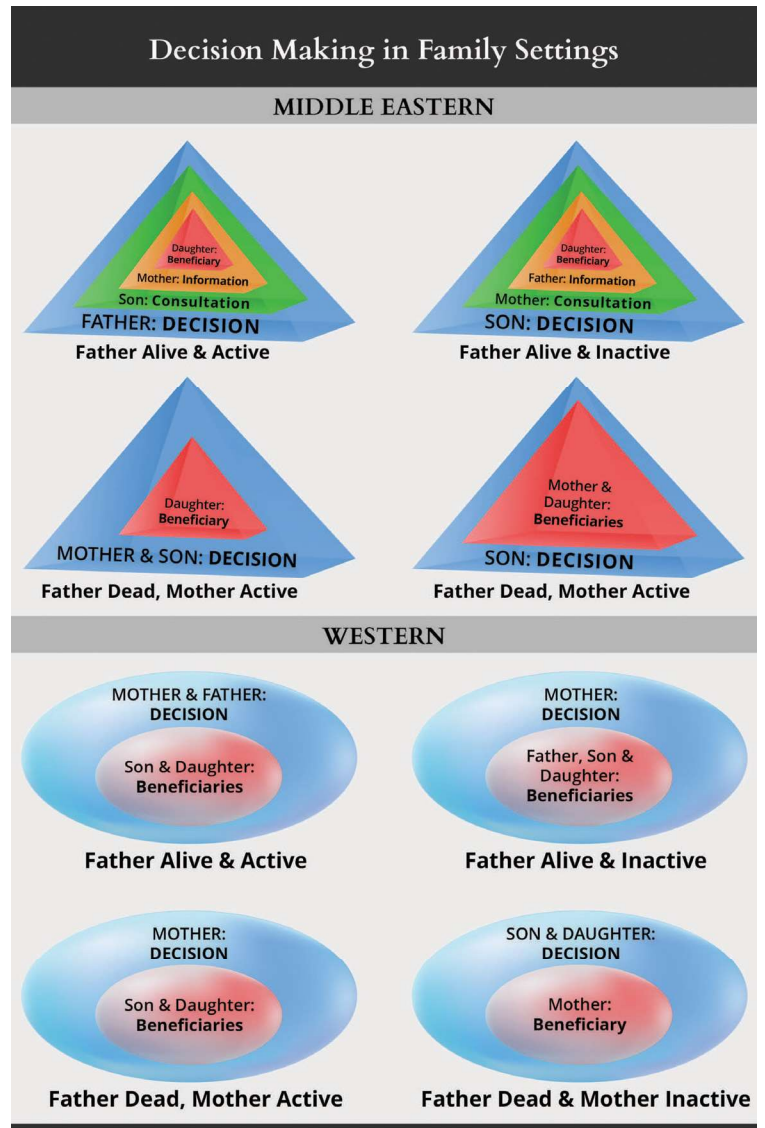 Decision Making in Family Settings
MIDDLE EASTERN
Daughter:
Beneficiary
Mother: Information
Son: Consultation
FATHER: DECISION
Father Alive & Active
Daughter:
Beneficiary
Father: Information
Mother: Consultation
SON: DECISION
Father Alive & Inactive
Daughter:
Beneficiary
MOTHER & SON: DECISION
Father Dead, Mother Active
Mother &
Daughter:
Beneficiaries
SON: DECISION
Father Dead, Mother Active
WESTERN
MOTHER & FATHER:
DECISION
Son & Daughter:
Beneficiaries
Father Alive & Active
MOTHER:
DECISION
Father, Son &
Daughter:
Beneficiaries
Father Alive & Inactive
MOTHER:
DECISION
Son & Daughter:
Beneficiaries
Father Dead, Mother Active
SON & DAUGHTER:
DECISION
Mother:
Beneficiary
Father Dead & Mother Inactive